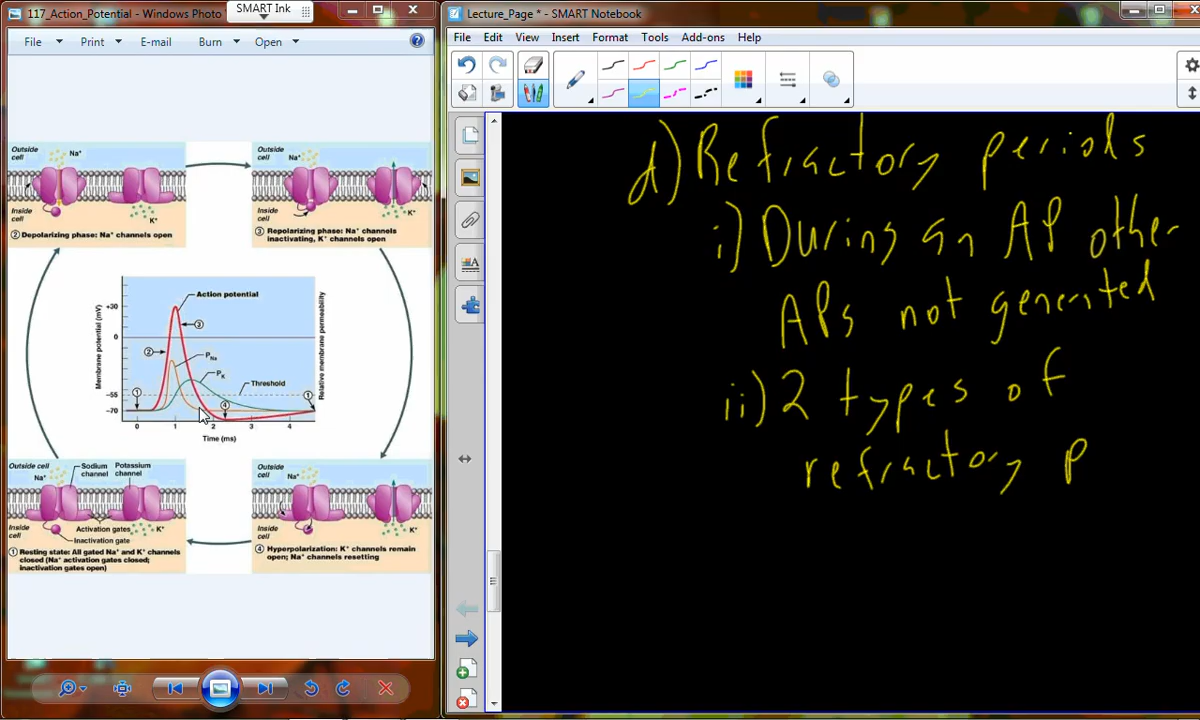 117_Action_Potential - Windows Photo
SMART Ink
File Print E-mail Burn Open
Outside
cell
Na⁺
Inside
cell
K⁺
② Depolarizing phase: Na⁺ channels open
Outside
cell
Na⁺
Inside
cell
K⁺
③ Repolarizing phase: Na⁺ channels
inactivating, K⁺ channels open
Membrane potential (mV)
+30
0
-55
-70
Action potential
③
②
PNa
PK
Threshold
①
④
①
0 1 2 3 4
Time (ms)
Relative membrane permeability
Outside cell
Na⁺
Sodium
channel
Potassium
channel
Inside
cell
Activation gates
K⁺
Inactivation gate
① Resting state: All gated Na⁺ and K⁺ channels
closed (Na⁺ activation gates closed;
inactivation gates open)
Outside
cell
Na⁺
Inside
cell
K⁺
④ Hyperpolarization: K⁺ channels remain
open; Na⁺ channels resetting
Lecture_Page * - SMART Notebook
File Edit View Insert Format Tools Add-ons Help
d) Refractory periods
i) During an AP other
APs not generated
ii) 2 types of
refractory p